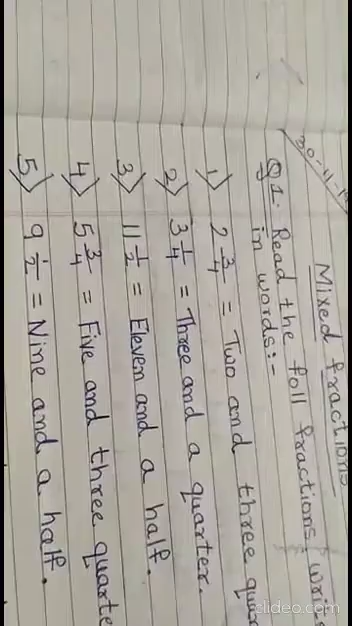 30-11-
Mixed fractions
Q1. Read the foll fractions & write
in words:-
1) 2 3/4 = Two and three quar
2) 3 1/4 = Three and a quarter.
3) 11 1/2 = Eleven and a half.
4) 5 3/4 = Five and three quarte
5) 9 1/2 = Nine and a half.
clideo.com